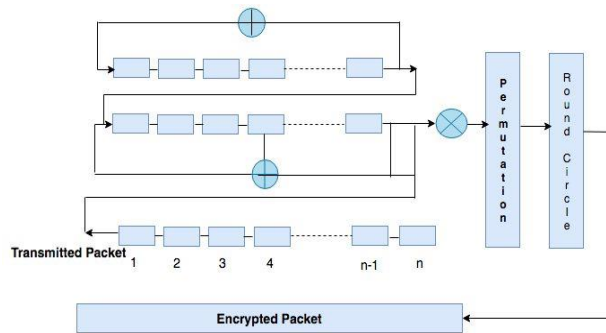 Permutation
Round Circle
Transmitted Packet
1 2 3 4 n-1 n
Encrypted Packet